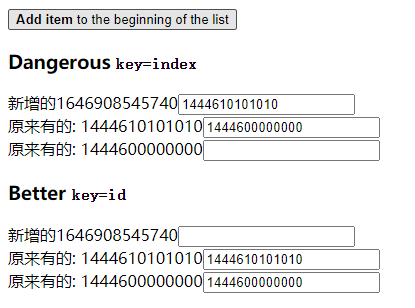 Add item to the beginning of the list
Dangerous key=index
新增的1646908545740 1444610101010
原来有的: 1444610101010 1444600000000
原来有的: 1444600000000
Better key=id
新增的1646908545740
原来有的: 1444610101010 1444610101010
原来有的: 1444600000000 1444600000000